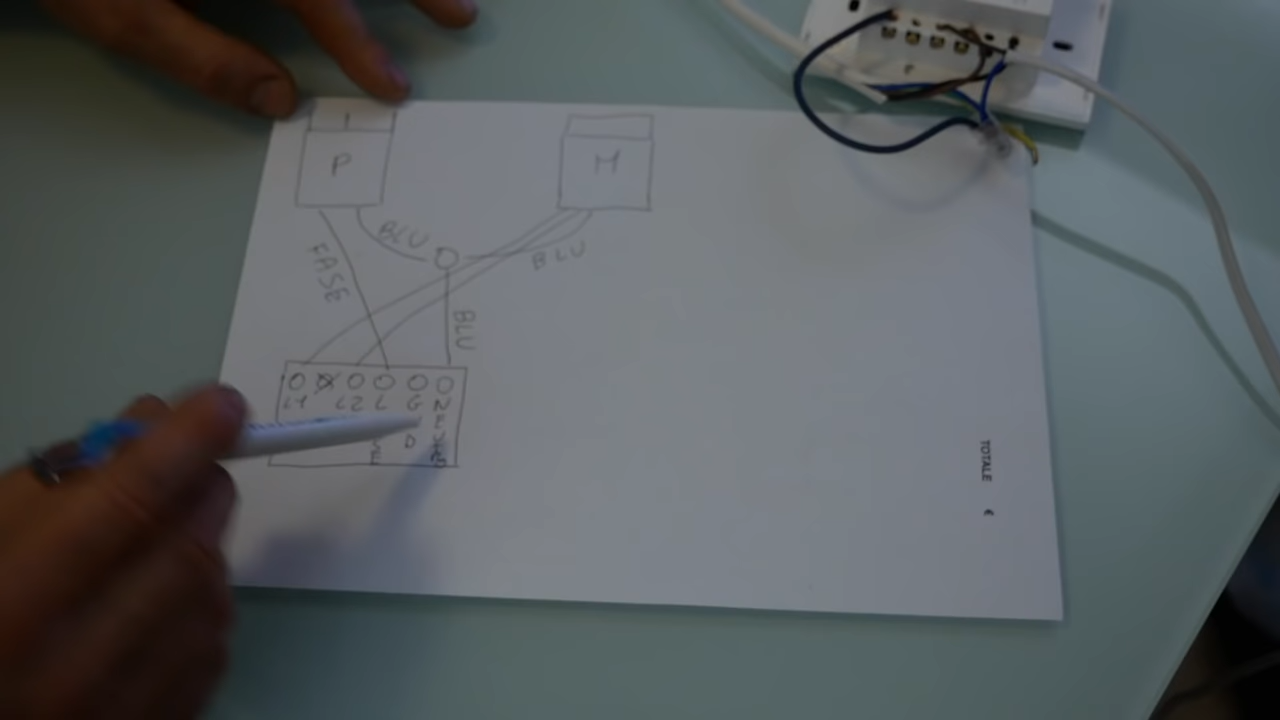 P
M
BLU
BLU
FASE
BLU
L1 L2 L G N
D
TOTALE €